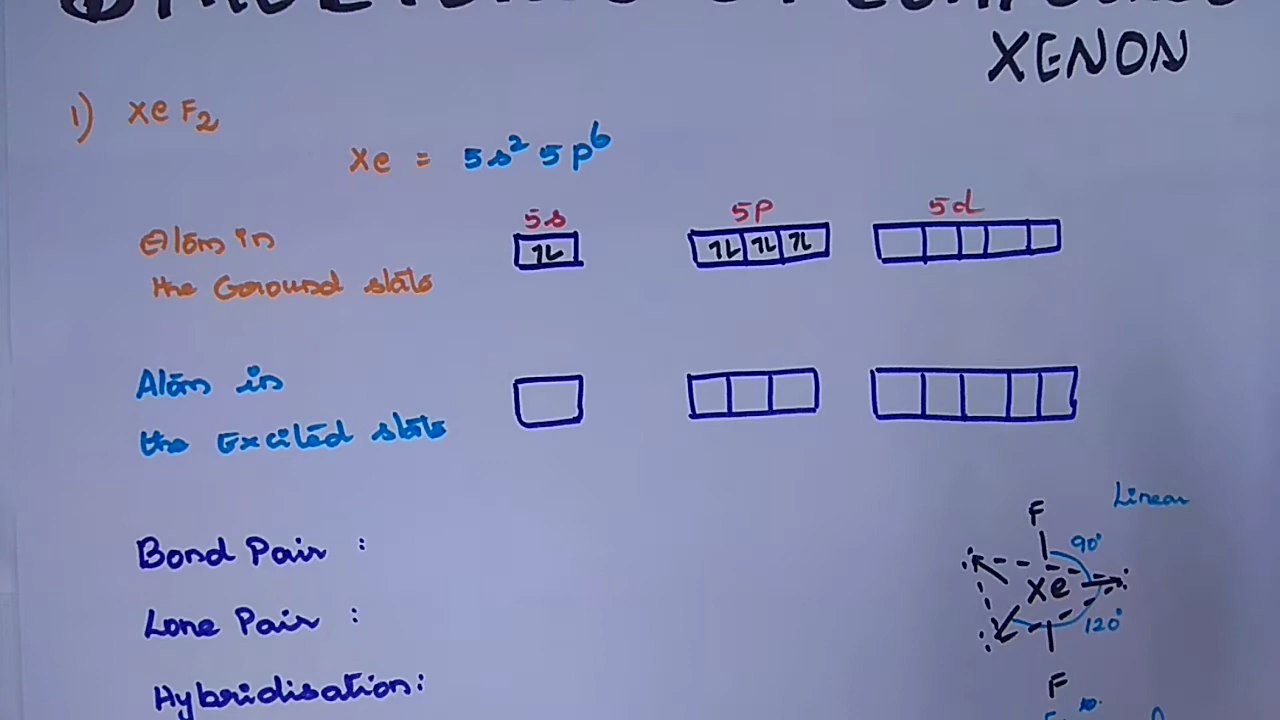 XENON
1) XeF2
Xe = 5s² 5p⁶
5s 5p 5d
Atom in
the Ground state
Atom in
the Excited state
Linear
F
90°
Bond Pair :
Xe
Lone Pair :
120°
Hybridisation:
F